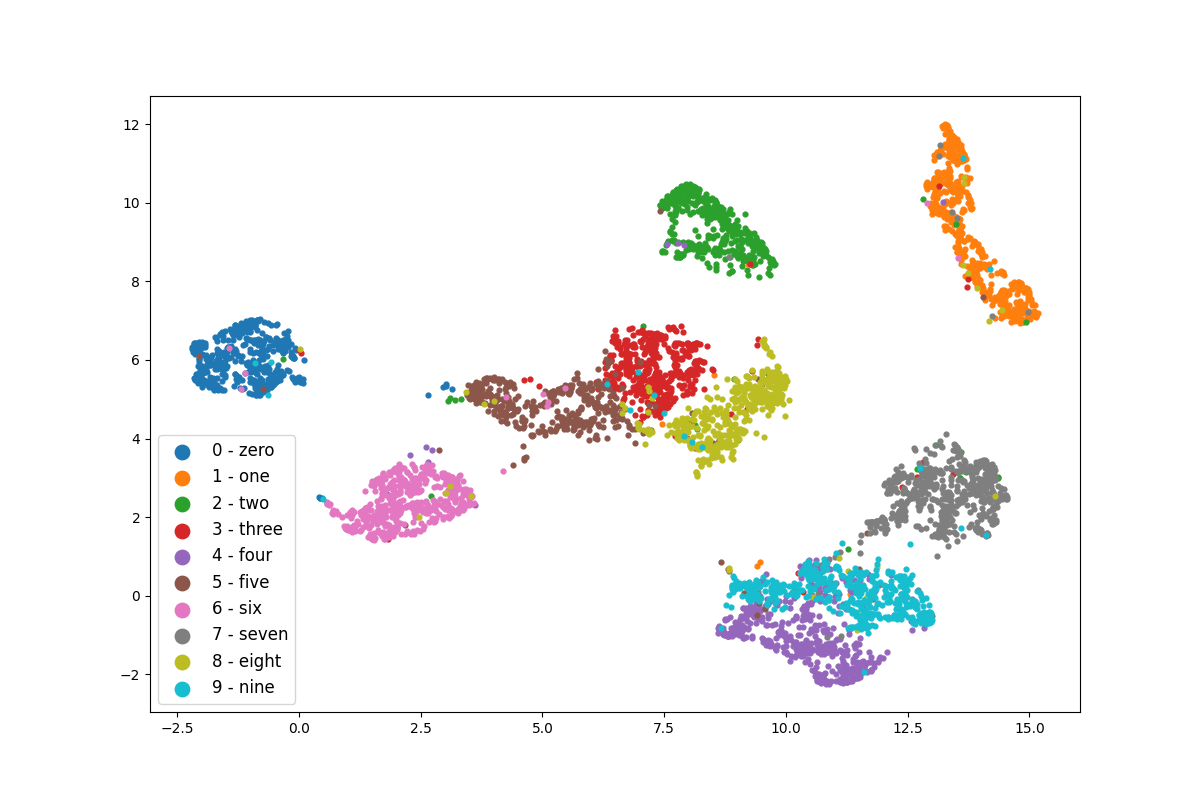 12
10
8
6
4
2
0
−2
−2.5 0.0 2.5 5.0 7.5 10.0 12.5 15.0
0 - zero
1 - one
2 - two
3 - three
4 - four
5 - five
6 - six
7 - seven
8 - eight
9 - nine